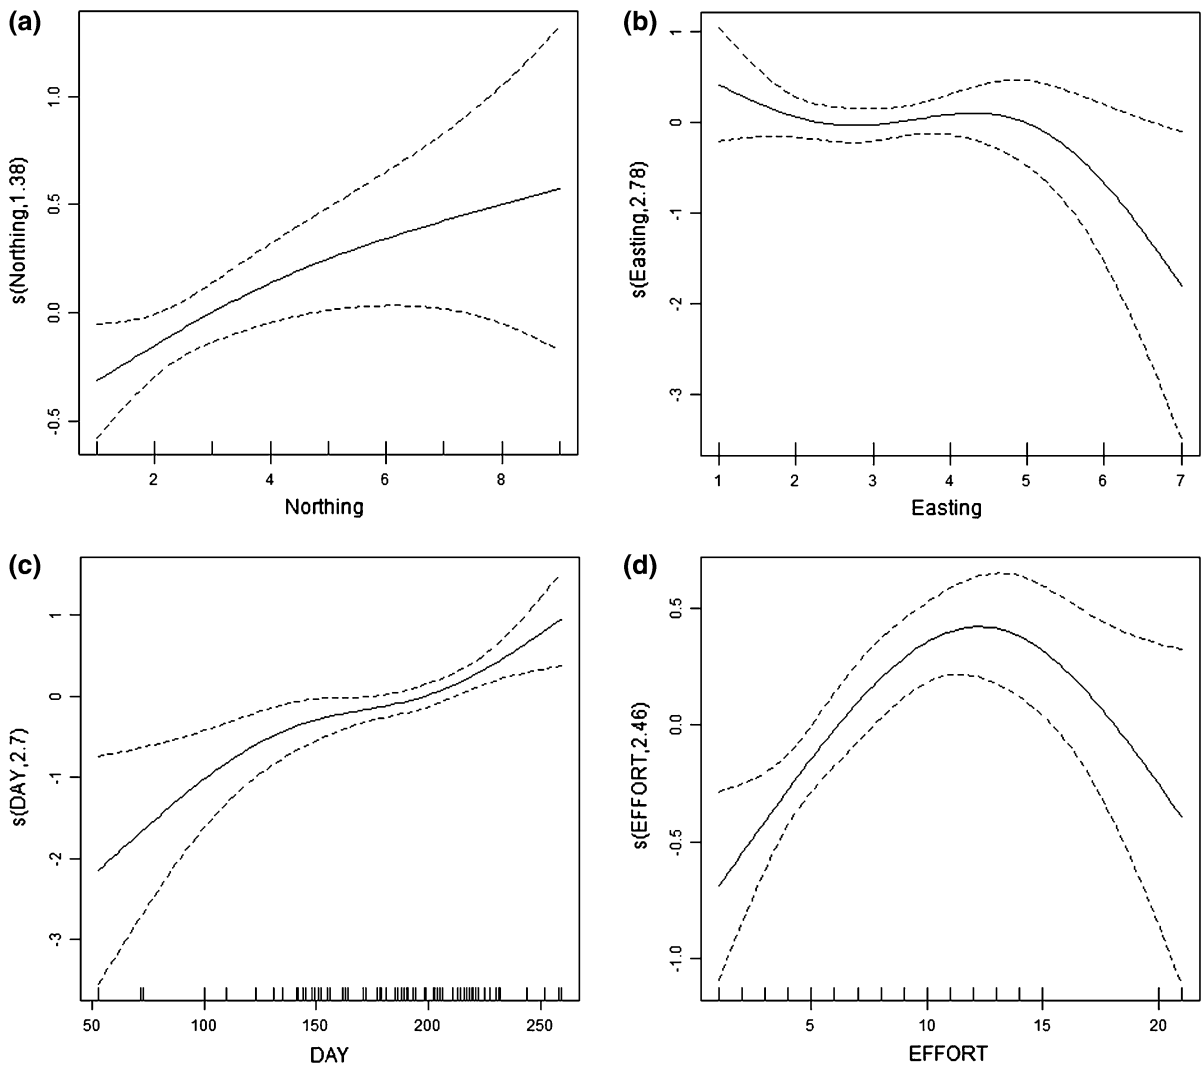 (a)
s(Northing,1.38)
1.0
0.5
0.0
-0.5
2 4 6 8
Northing
(b)
s(Easting,2.78)
1
0
-1
-2
-3
1 2 3 4 5 6 7
Easting
(c)
s(DAY,2.7)
1
0
-1
-2
-3
50 100 150 200 250
DAY
(d)
s(EFFORT,2.46)
0.5
0.0
-0.5
-1.0
5 10 15 20
EFFORT